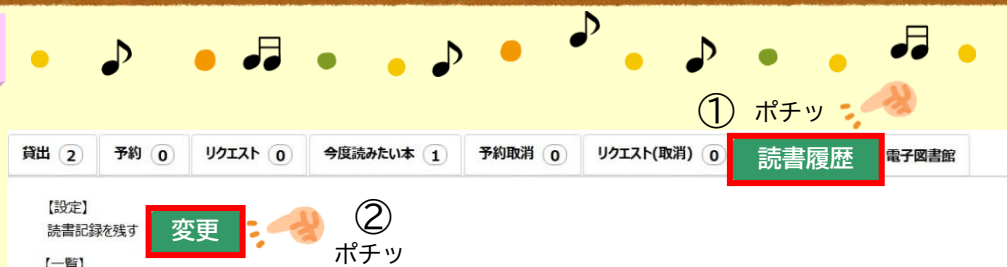 ① ポチッ
貸出 2 予約 0 リクエスト 0 今度読みたい本 1 予約取消 0 リクエスト(取消) 0 読書履歴 電子図書館
【設定】
読書記録を残す 変更 ②
ポチッ
【一覧】